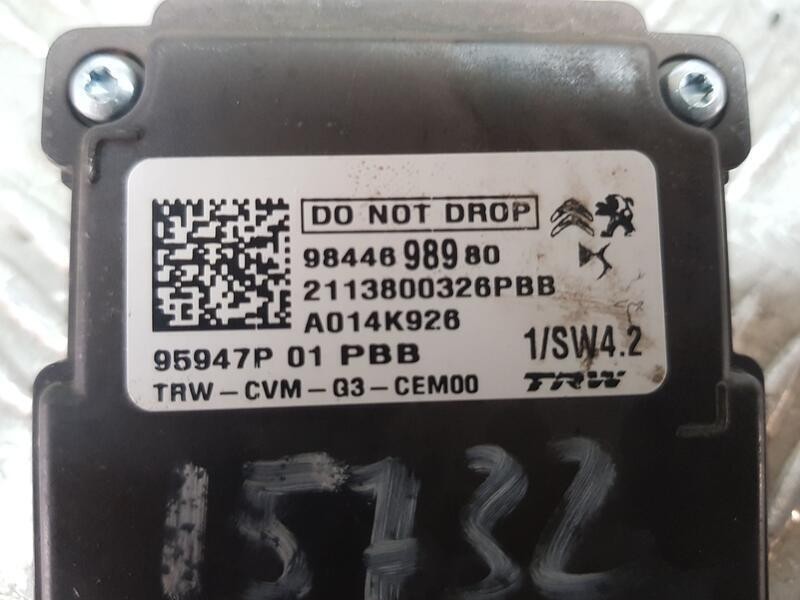 DO NOT DROP
98446 989 80
2113800326PBB
A014K926
95947P 01 PBB 1/SW4.2
TRW-CVM-G3-CEM00 TRW
15732